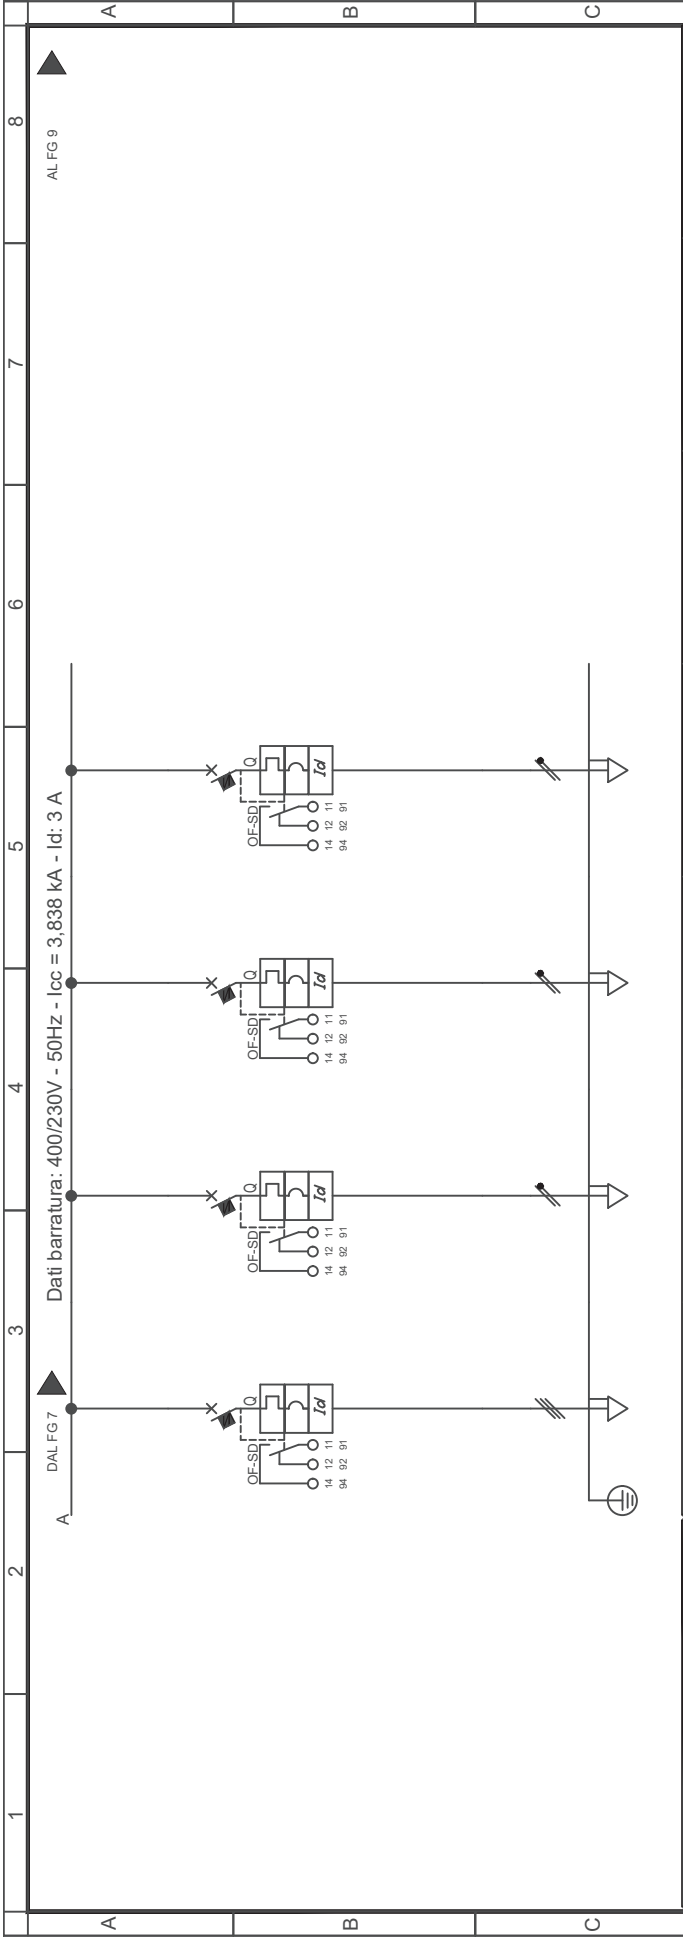 1 2 3 4 5 6 7 8
A
A
DAL FG 7
AL FG 9
Dati barratura: 400/230V - 50Hz - Icc = 3,838 kA - Id: 3 A
A
B
B
OF-SD Q
Id
14 12 11
94 92 91
OF-SD Q
Id
14 12 11
94 92 91
OF-SD Q
Id
14 12 11
94 92 91
OF-SD Q
Id
14 12 11
94 92 91
C
C